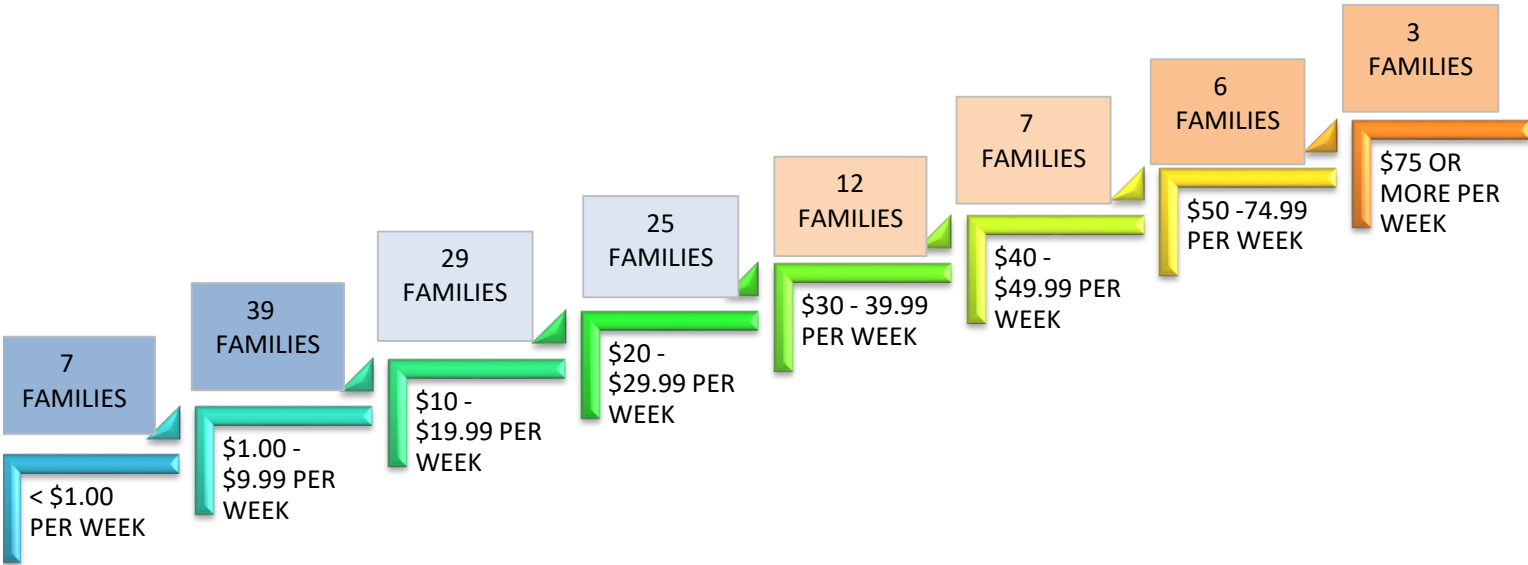 7
FAMILIES
< $1.00
PER WEEK
39
FAMILIES
$1.00 -
$9.99 PER
WEEK
29
FAMILIES
$10 -
$19.99 PER
WEEK
25
FAMILIES
$20 -
$29.99 PER
WEEK
12
FAMILIES
$30 - 39.99
PER WEEK
7
FAMILIES
$40 -
$49.99 PER
WEEK
6
FAMILIES
$50 -74.99
PER WEEK
3
FAMILIES
$75 OR
MORE PER
WEEK